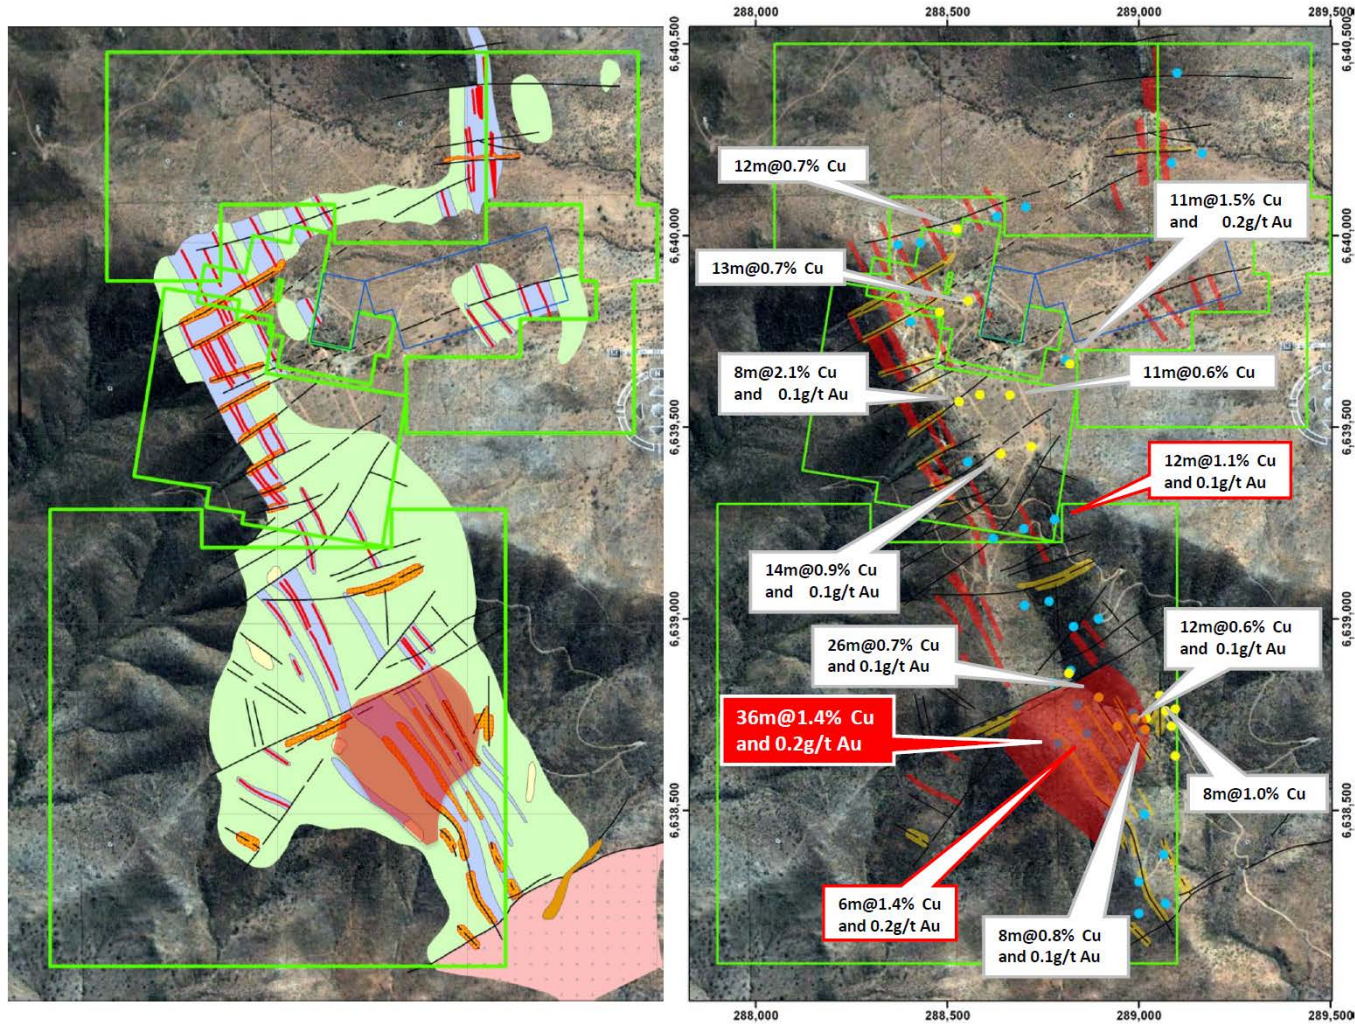 288,000
288,500
289,000
289,500
6,640,500
12m@0.7% Cu
11m@1.5% Cu
and 0.2g/t Au
6,640,000
13m@0.7% Cu
8m@2.1% Cu
and 0.1g/t Au
11m@0.6% Cu
6,639,500
12m@1.1% Cu
and 0.1g/t Au
14m@0.9% Cu
and 0.1g/t Au
6,639,000
12m@0.6% Cu
and 0.1g/t Au
26m@0.7% Cu
and 0.1g/t Au
36m@1.4% Cu
and 0.2g/t Au
8m@1.0% Cu
6,638,500
6m@1.4% Cu
and 0.2g/t Au
8m@0.8% Cu
and 0.1g/t Au
288,000
288,500
289,000
289,500